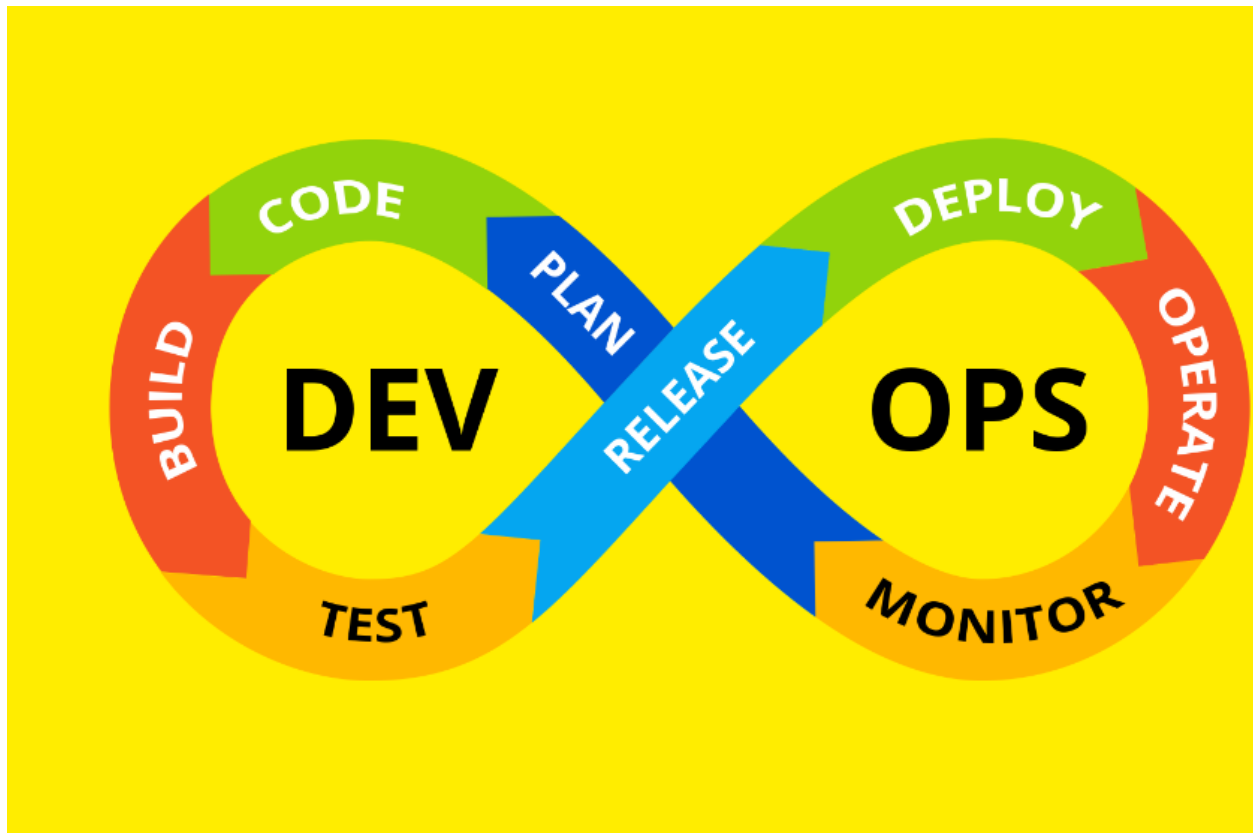 CODE
DEPLOY
PLAN
OPERATE
BUILD
RELEASE
DEV
OPS
TEST
MONITOR